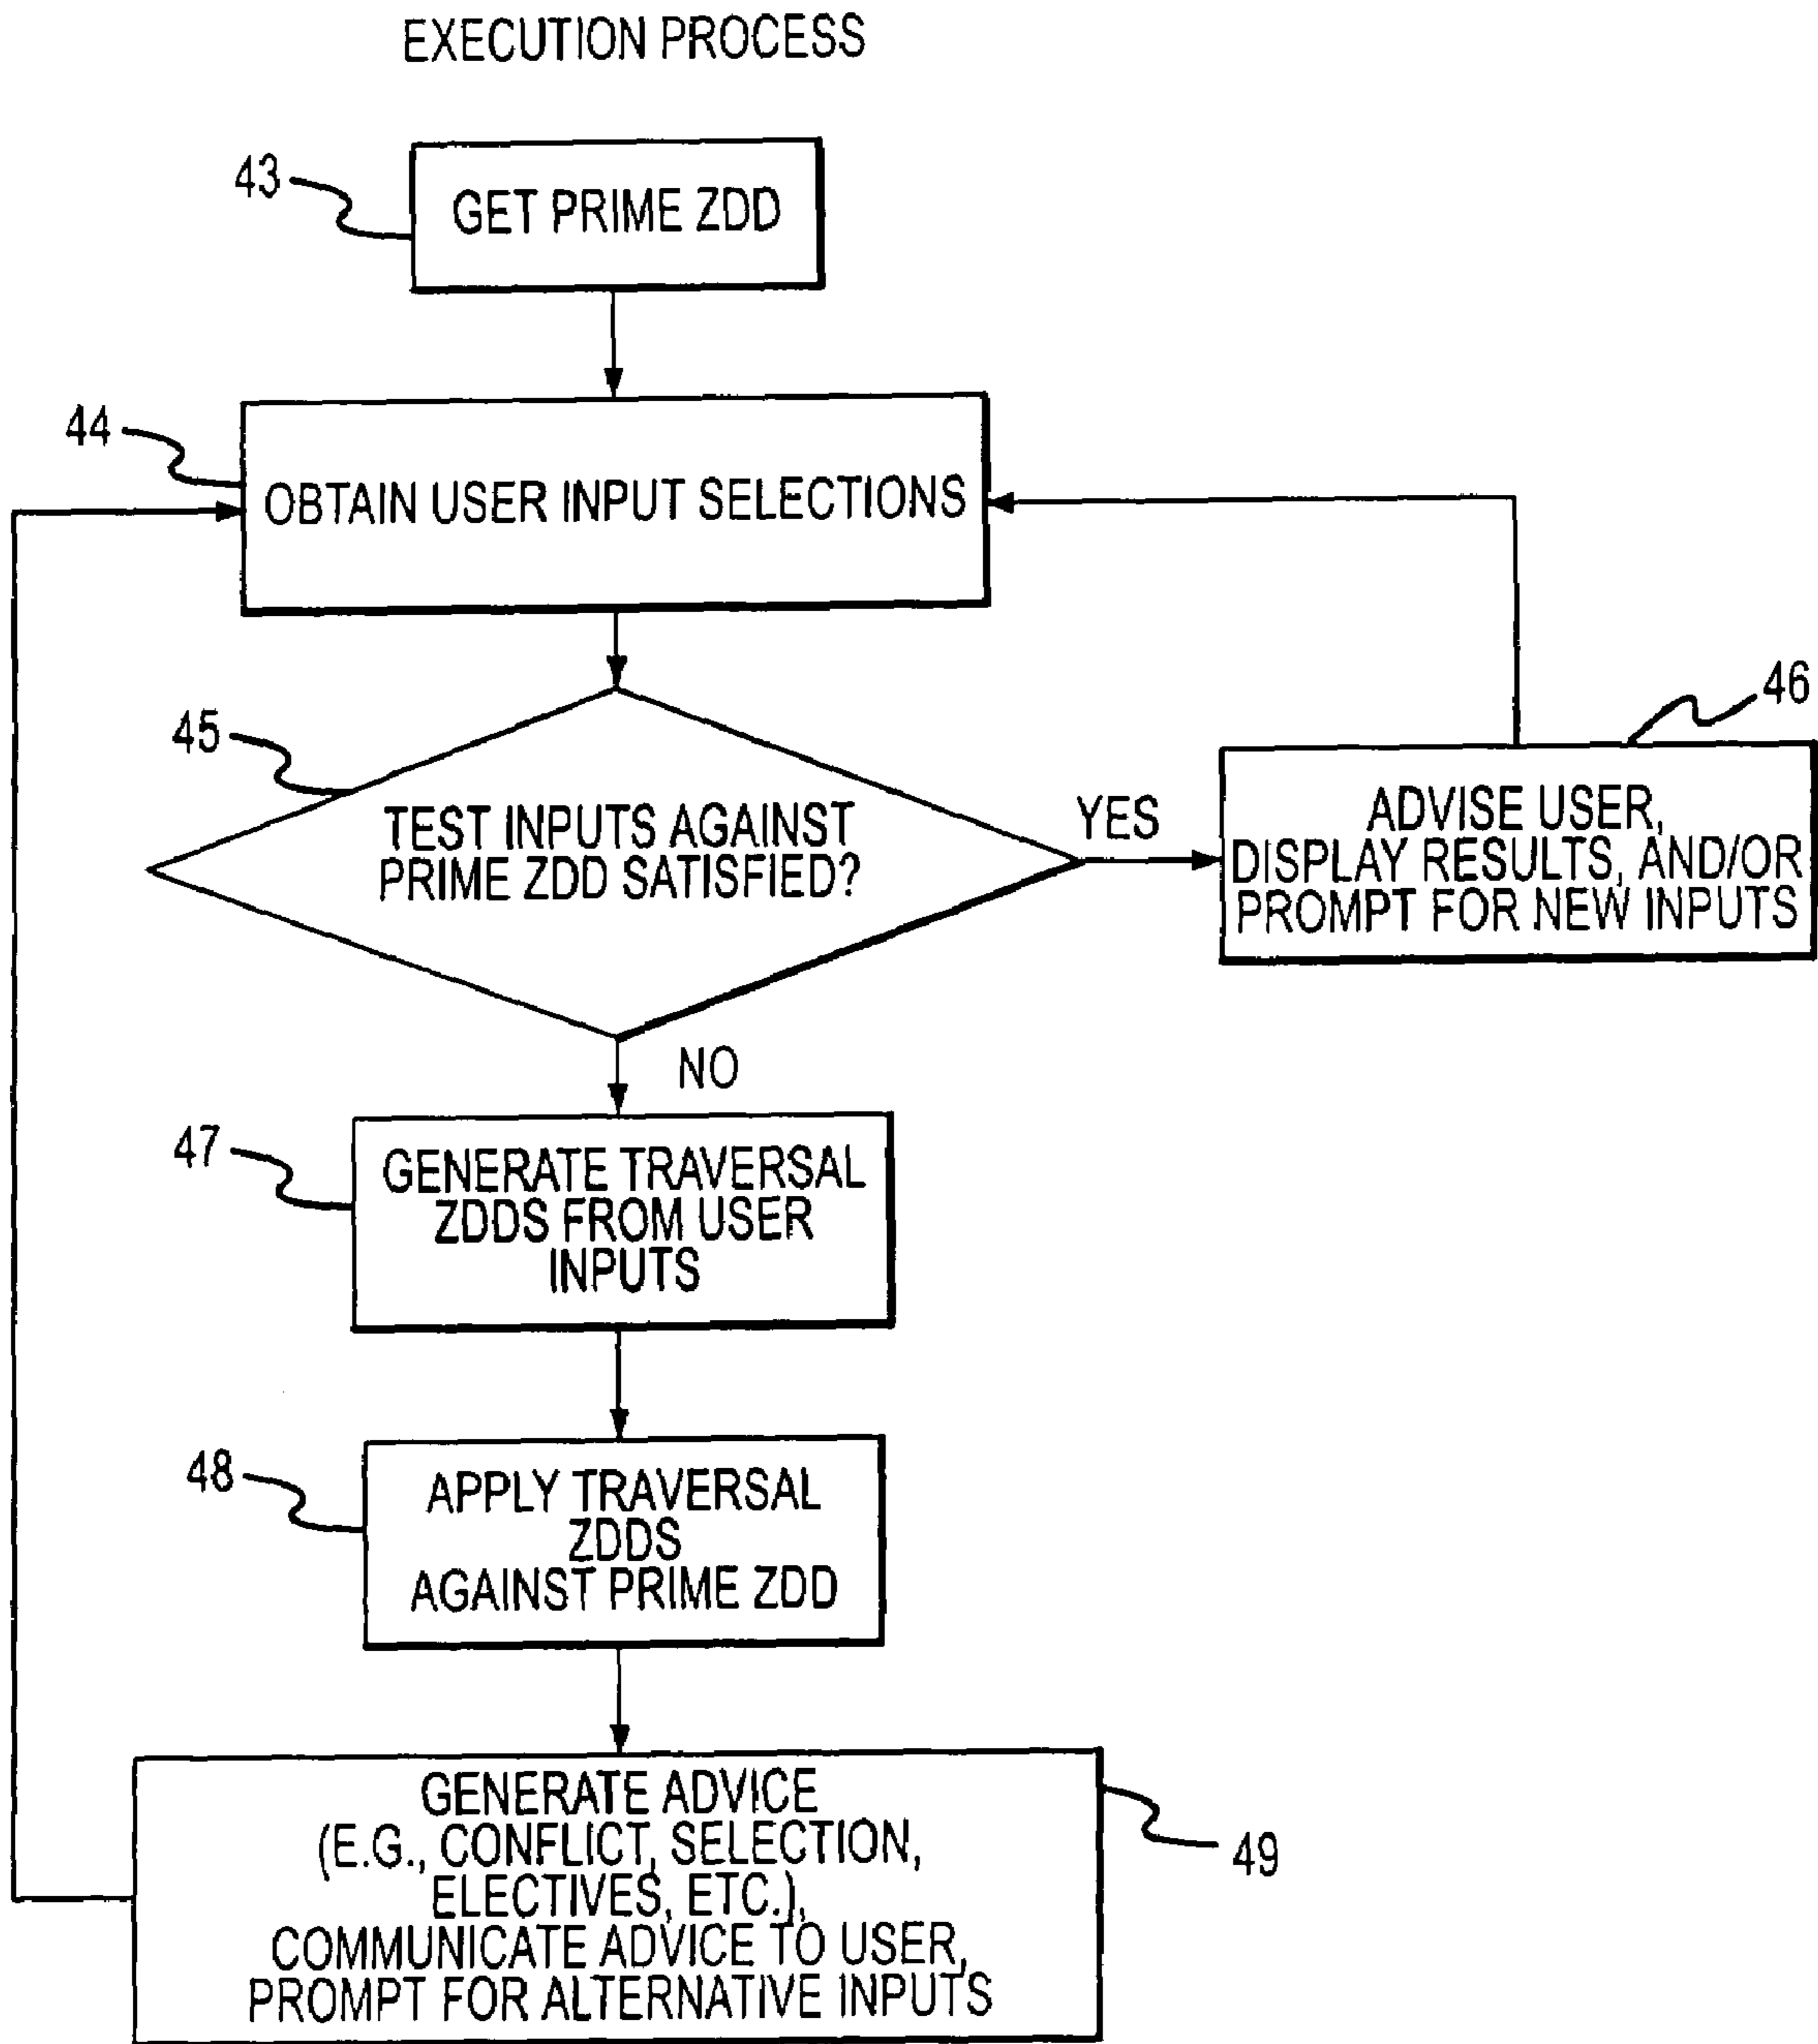 EXECUTION PROCESS
43
GET PRIME ZDD
44
OBTAIN USER INPUT SELECTIONS
45
TEST INPUTS AGAINST
PRIME ZDD SATISFIED?
YES
46
ADVISE USER,
DISPLAY RESULTS, AND/OR
PROMPT FOR NEW INPUTS
NO
47
GENERATE TRAVERSAL
ZDDS FROM USER
INPUTS
48
APPLY TRAVERSAL
ZDDS
AGAINST PRIME ZDD
GENERATE ADVICE
(E.G., CONFLICT, SELECTION,
ELECTIVES, ETC.),
COMMUNICATE ADVICE TO USER,
PROMPT FOR ALTERNATIVE INPUTS
49